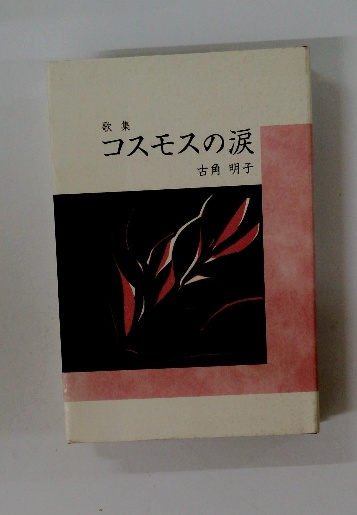 歌集
コスモスの涙
古角 明子